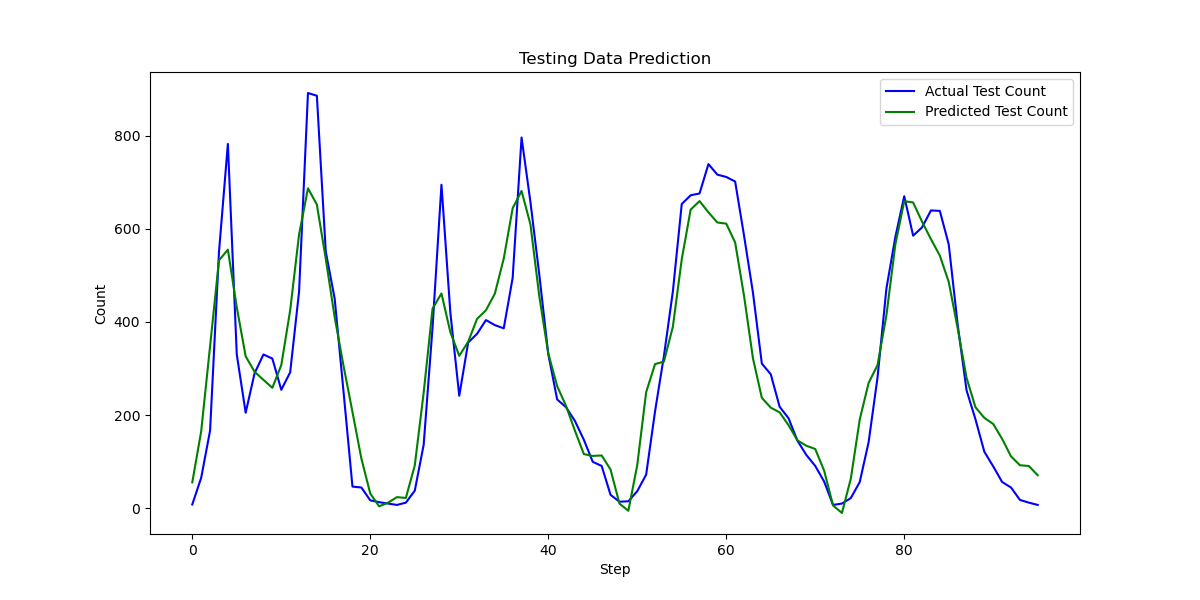 Testing Data Prediction
Actual Test Count
Predicted Test Count
800
600
400
200
0
Count
0 20 40 60 80
Step